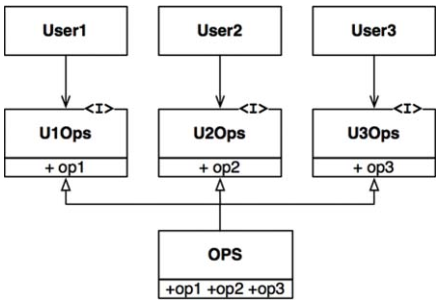 User1 User2 User3
<I> <I> <I>
U1Ops U2Ops U3Ops
+ op1 + op2 + op3
OPS
+op1 +op2 +op3